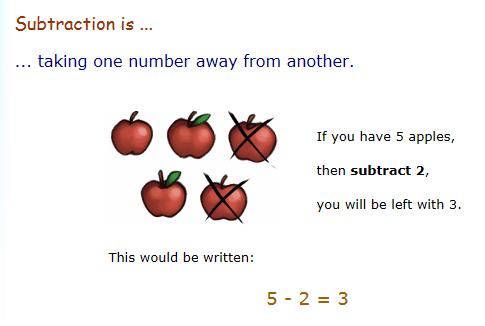 Subtraction is ...
... taking one number away from another.
If you have 5 apples,
then subtract 2,
you will be left with 3.
This would be written:
5 - 2 = 3